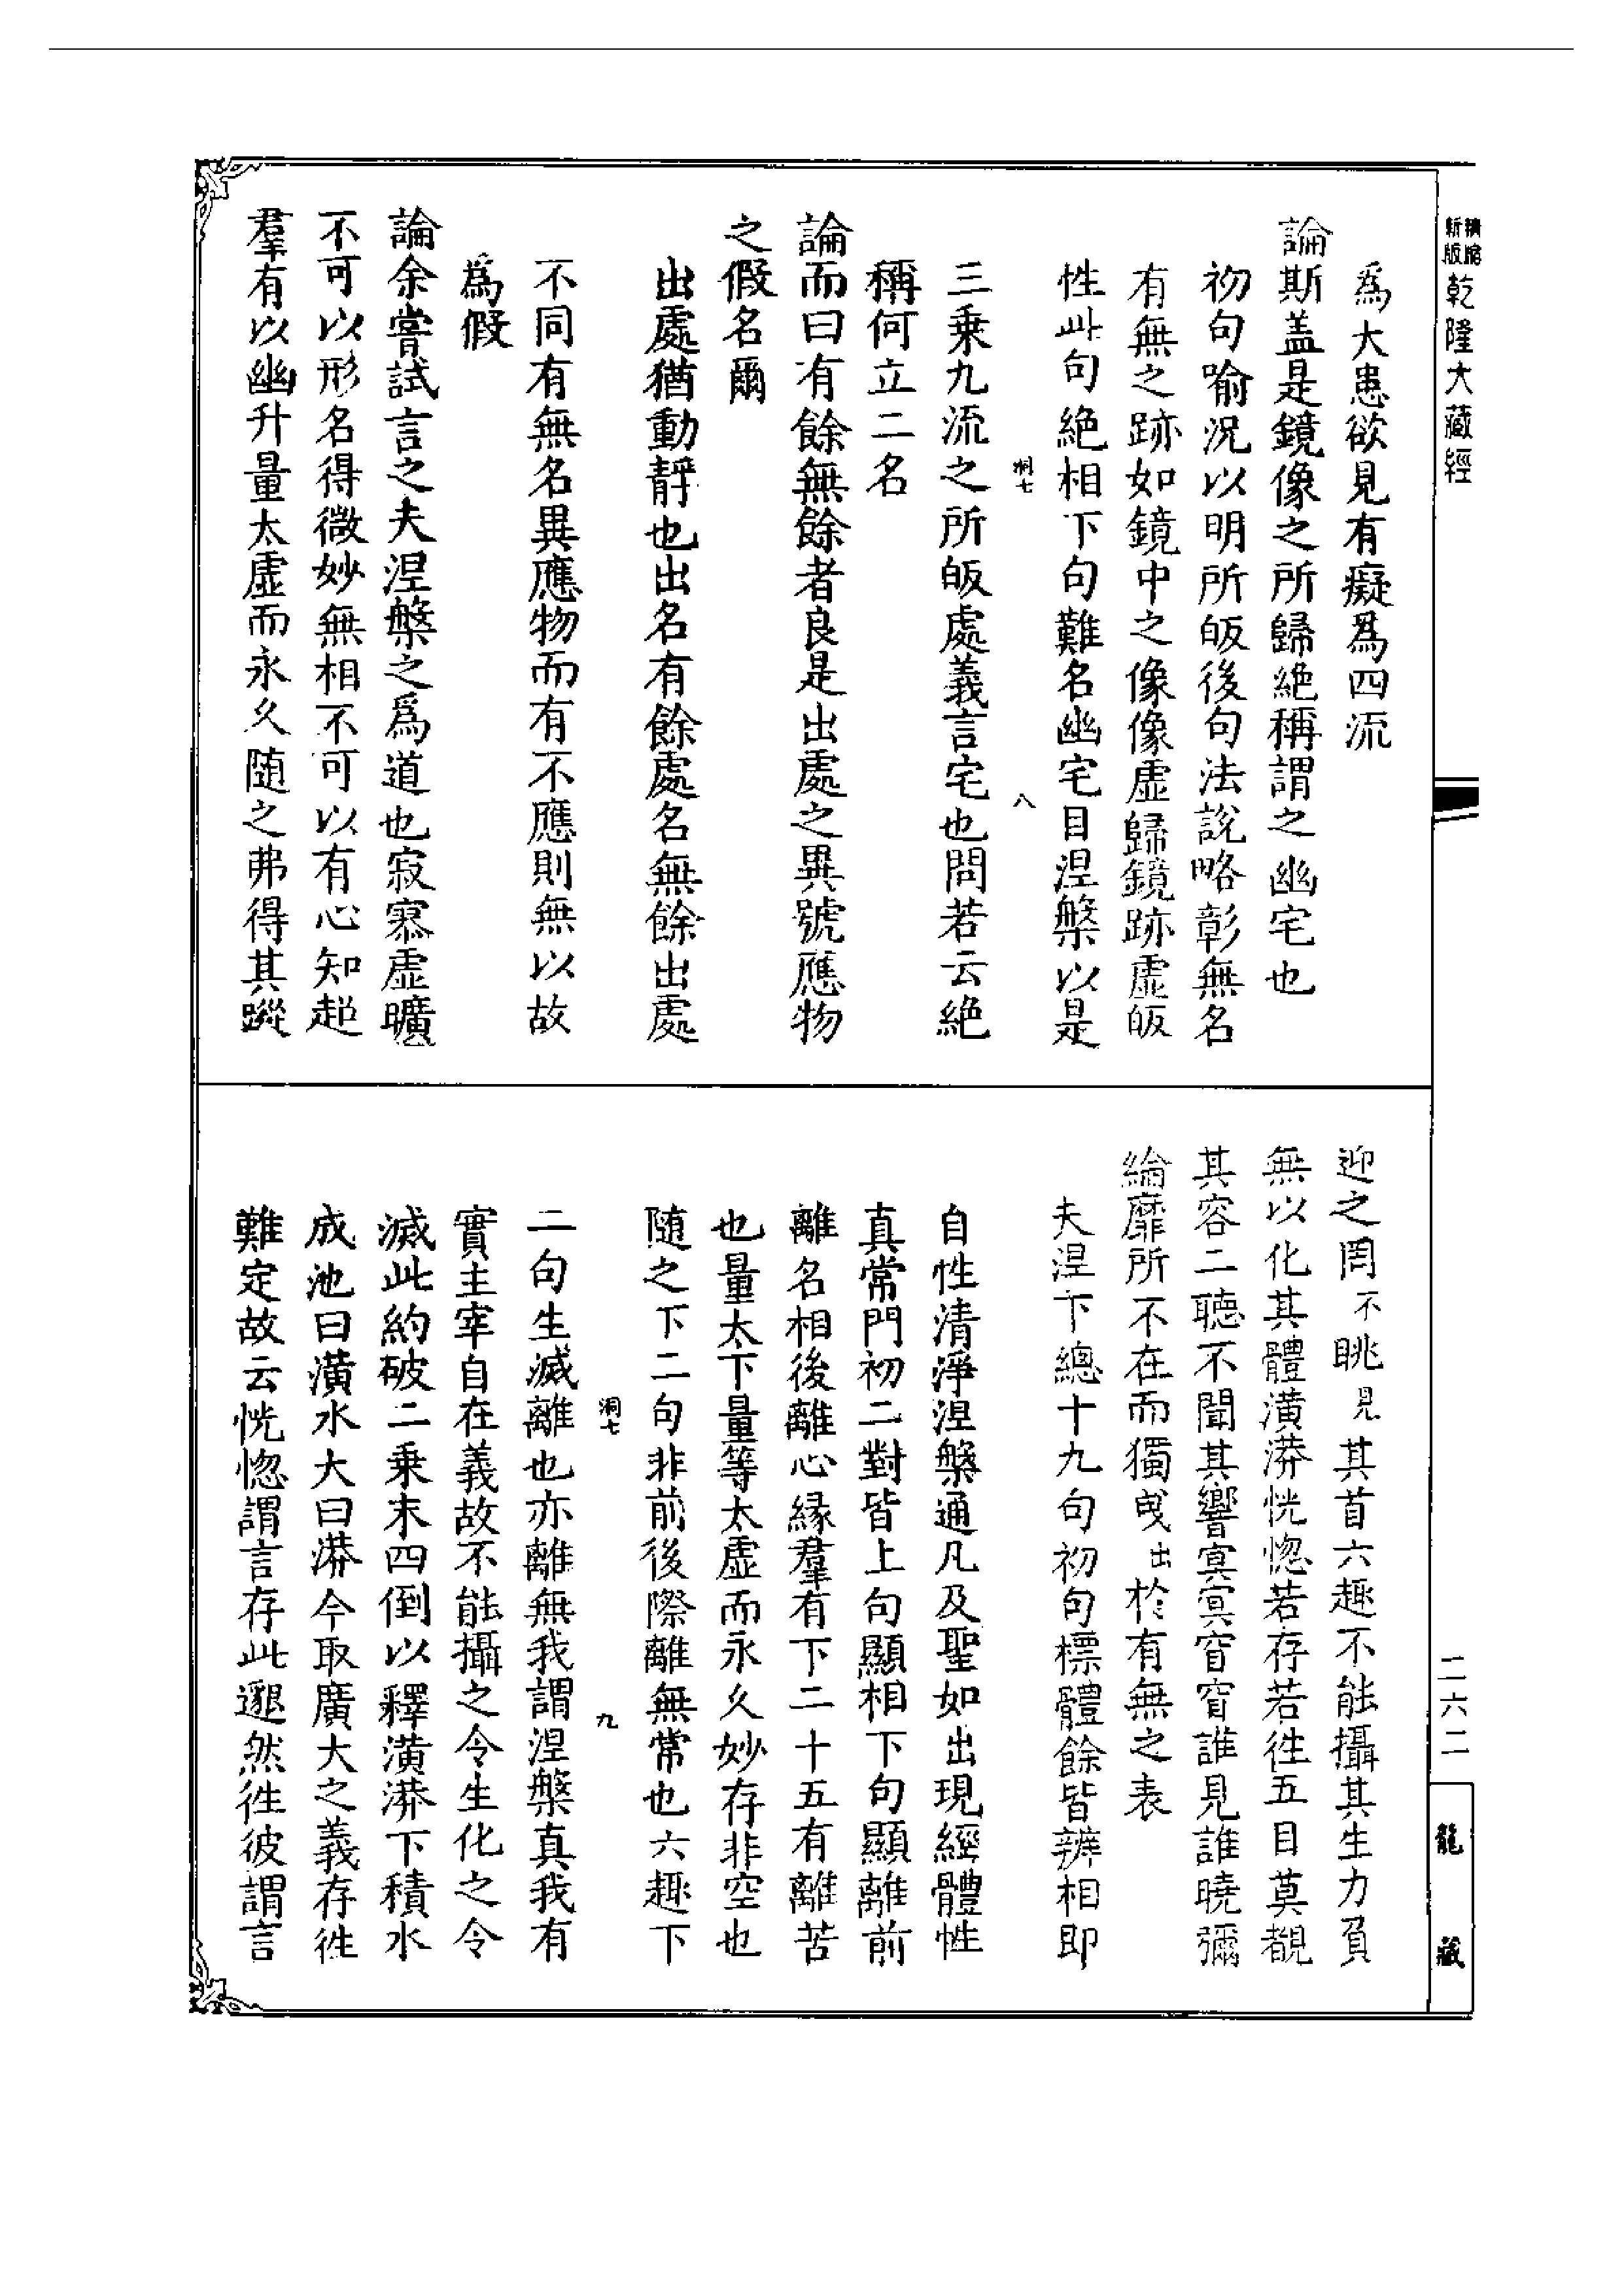 精縮
新版
乾隆大藏經
爲大患欲見有癡爲四流
論斯盖是鏡像之所歸絶稱謂之幽宅也
初句喻況以明所皈後句法說略彰無名
有無之跡如鏡中之像像虛歸鏡跡虛皈
性此句絶相下句難名幽宅目涅槃以是
洞七
八
三乘九流之所皈處義言宅也問若云絶
稱何立二名
論而曰有餘無餘者良是出處之異號應物
之假名爾
出處猶動靜也出名有餘處名無餘出處
不同有無名異應物而有不應則無以故
爲假
論余嘗試言之夫涅槃之爲道也寂寥虛曠
不可以形名得微妙無相不可以有心知超
羣有以幽升量太虛而永久随之弗得其蹤
迎之罔不眺見其首六趣不能攝其生力負
無以化其體潢漭恍惚若存若徃五目莫覩
其容二聽不聞其響冥冥窅窅誰見誰曉彌
綸靡所不在而獨曳出於有無之表
夫涅下總十九句初句標體餘皆辨相即
自性清淨涅槃通凡及聖如出現經體性
真常門初二對皆上句顯相下句顯離前
離名相後離心緣羣有下二十五有離苦
也量太下量等太虛而永久妙存非空也
随之下二句非前後際離無常也六趣下
洞七
九
二句生滅離也亦離無我謂涅槃真我有
實主宰自在義故不能攝之令生化之令
滅此約破二乘末四倒以釋潢漭下積水
成池曰潢水大曰漭今取廣大之義存徃
難定故云恍惚謂言存此邈然徃彼謂言
二六二
龍藏